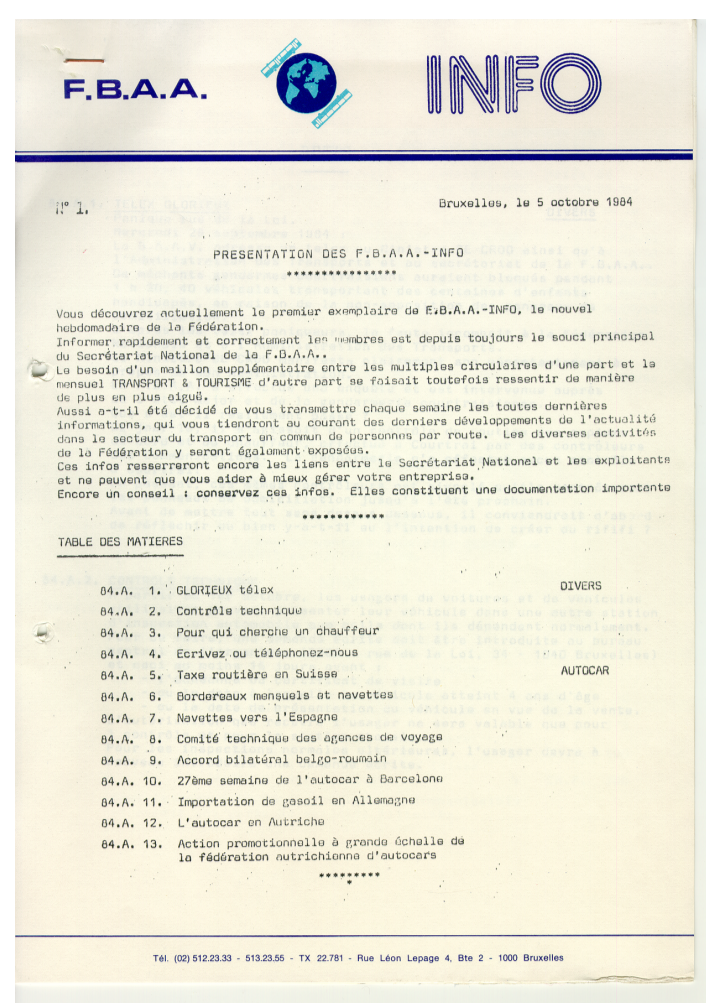 F.B.A.A.
INFO
N° 1.
Bruxelles, le 5 octobre 1984
PRESENTATION DES F.B.A.A.-INFO
****************
Vous découvrez actuellement le premier exemplaire de F.B.A.A.-INFO, le nouvel
hebdomadaire de la Fédération.
Informer rapidement et correctement les membres est depuis toujours le souci principal
du Secrétariat National de la F.B.A.A..
Le besoin d'un maillon supplémentaire entre les multiples circulaires d'une part et le
mensuel TRANSPORT & TOURISME d'autre part se faisait toutefois ressentir de manière
de plus en plus aiguë.
Aussi a-t-il été décidé de vous transmettre chaque semaine les toutes dernières
informations, qui vous tiendront au courant des derniers développements de l'actualité
dans le secteur du transport en commun de personnes par route. Les diverses activités
de la Fédération y seront également exposées.
Ces infos resserreront encore les liens entre le Secrétariat National et les exploitants
et ne peuvent que vous aider à mieux gérer votre entreprise.
Encore un conseil : conservez ces infos. Elles constituent une documentation importante
************
TABLE DES MATIERES
84.A. 1. GLORIEUX télex DIVERS
84.A. 2. Contrôle technique
84.A. 3. Pour qui cherche un chauffeur
84.A. 4. Ecrivez ou téléphonez-nous
84.A. 5. Taxe routière en Suisse AUTOCAR
84.A. 6. Bordereaux mensuels et navettes
84.A. 7. Navettes vers l'Espagne
84.A. 8. Comité technique des agences de voyage
84.A. 9. Accord bilatéral belgo-roumain
84.A. 10. 27ème semaine de l'autocar à Barcelone
84.A. 11. Importation de gasoil en Allemagne
84.A. 12. L'autocar en Autriche
84.A. 13. Action promotionnelle à grande échelle de
la fédération autrichienne d'autocars
*********
*
Tél. (02) 512.23.33 - 513.23.55 - TX 22.781 - Rue Léon Lepage 4, Bte 2 - 1000 Bruxelles